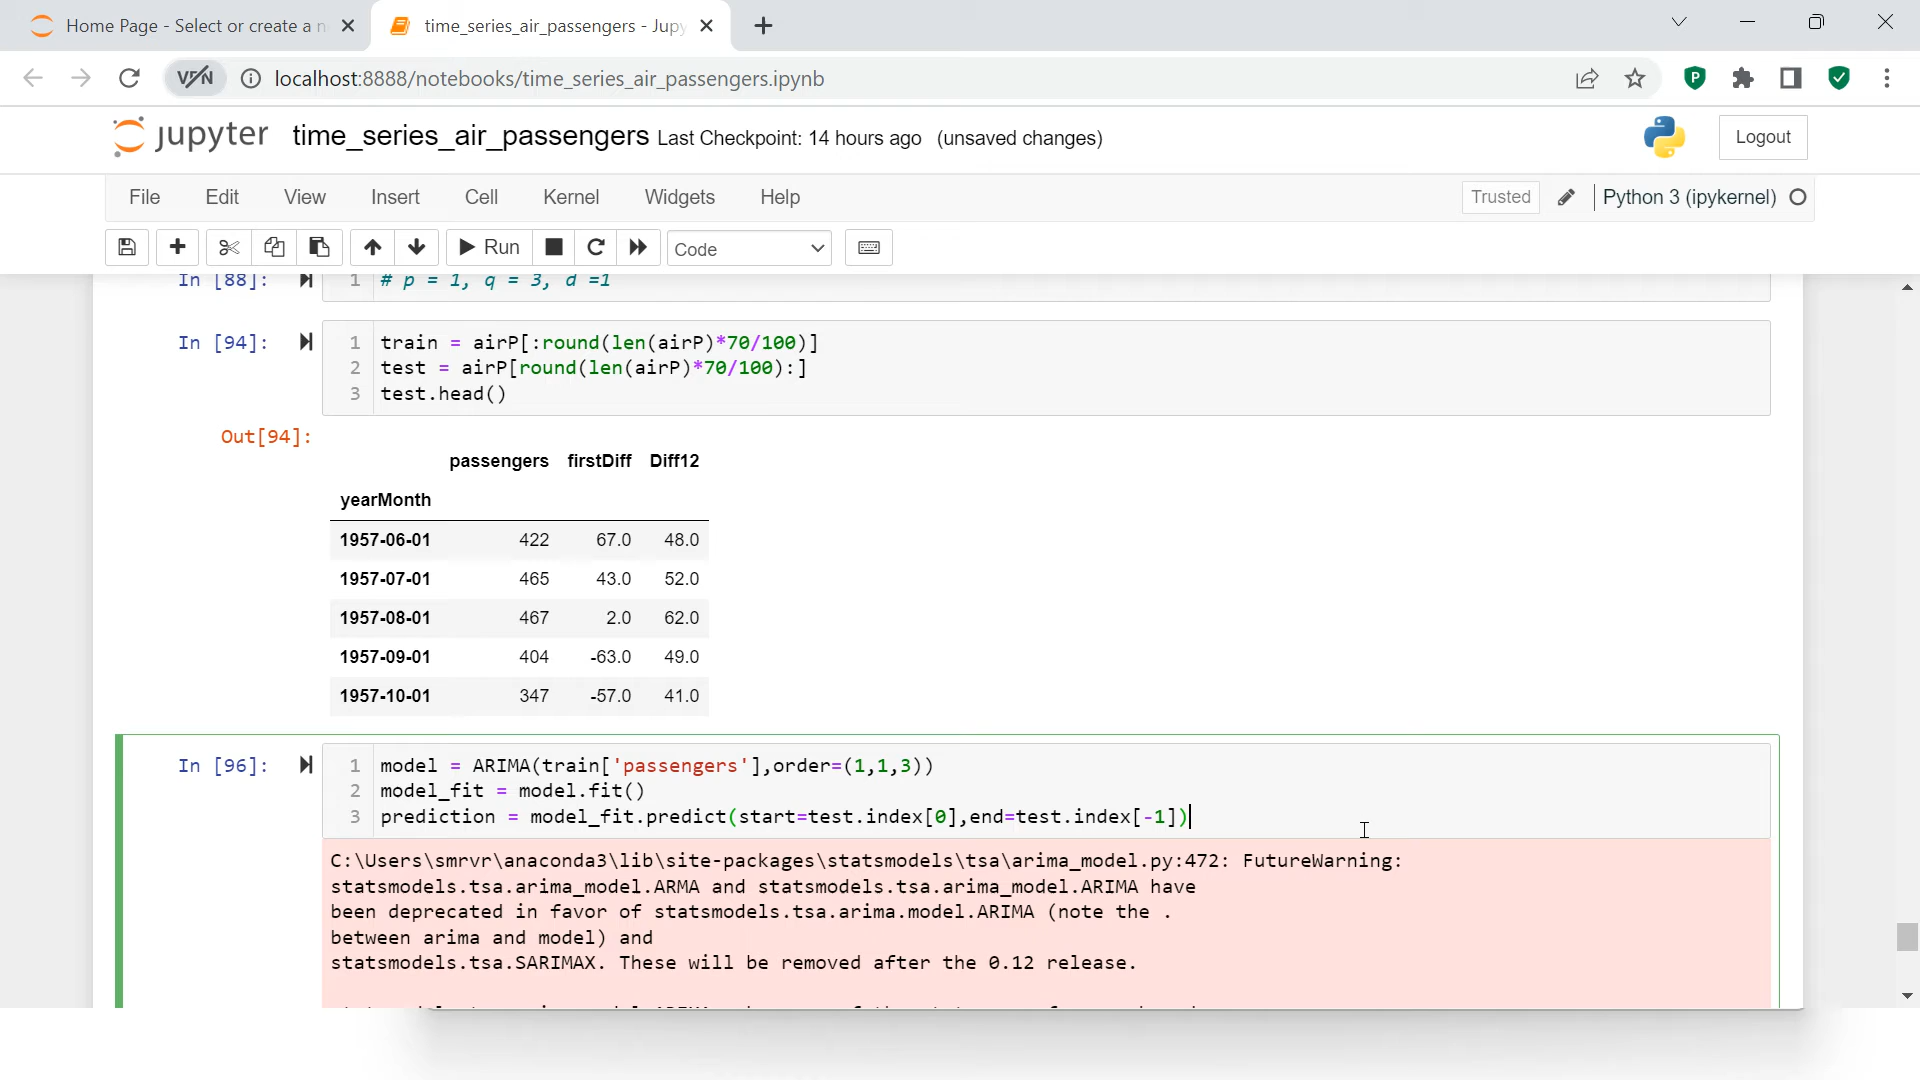 Home Page - Select or create a n
time_series_air_passengers - Jupy
VPN
localhost:8888/notebooks/time_series_air_passengers.ipynb
P
jupyter time_series_air_passengers Last Checkpoint: 14 hours ago (unsaved changes)
Logout
File Edit View Insert Cell Kernel Widgets Help
Trusted
Python 3 (ipykernel)
Run
Code
In [88]: 1 # p = 1, q = 3, d =1
In [94]: 1 train = airP[:round(len(airP)*70/100)]
2 test = airP[round(len(airP)*70/100):]
3 test.head()
Out[94]:
passengers firstDiff Diff12
yearMonth
1957-06-01 422 67.0 48.0
1957-07-01 465 43.0 52.0
1957-08-01 467 2.0 62.0
1957-09-01 404 -63.0 49.0
1957-10-01 347 -57.0 41.0
In [96]: 1 model = ARIMA(train['passengers'],order=(1,1,3))
2 model_fit = model.fit()
3 prediction = model_fit.predict(start=test.index[0],end=test.index[-1])
C:\Users\smrvr\anaconda3\lib\site-packages\statsmodels\tsa\arima_model.py:472: FutureWarning:
statsmodels.tsa.arima_model.ARMA and statsmodels.tsa.arima_model.ARIMA have
been deprecated in favor of statsmodels.tsa.arima.model.ARIMA (note the .
between arima and model) and
statsmodels.tsa.SARIMAX. These will be removed after the 0.12 release.